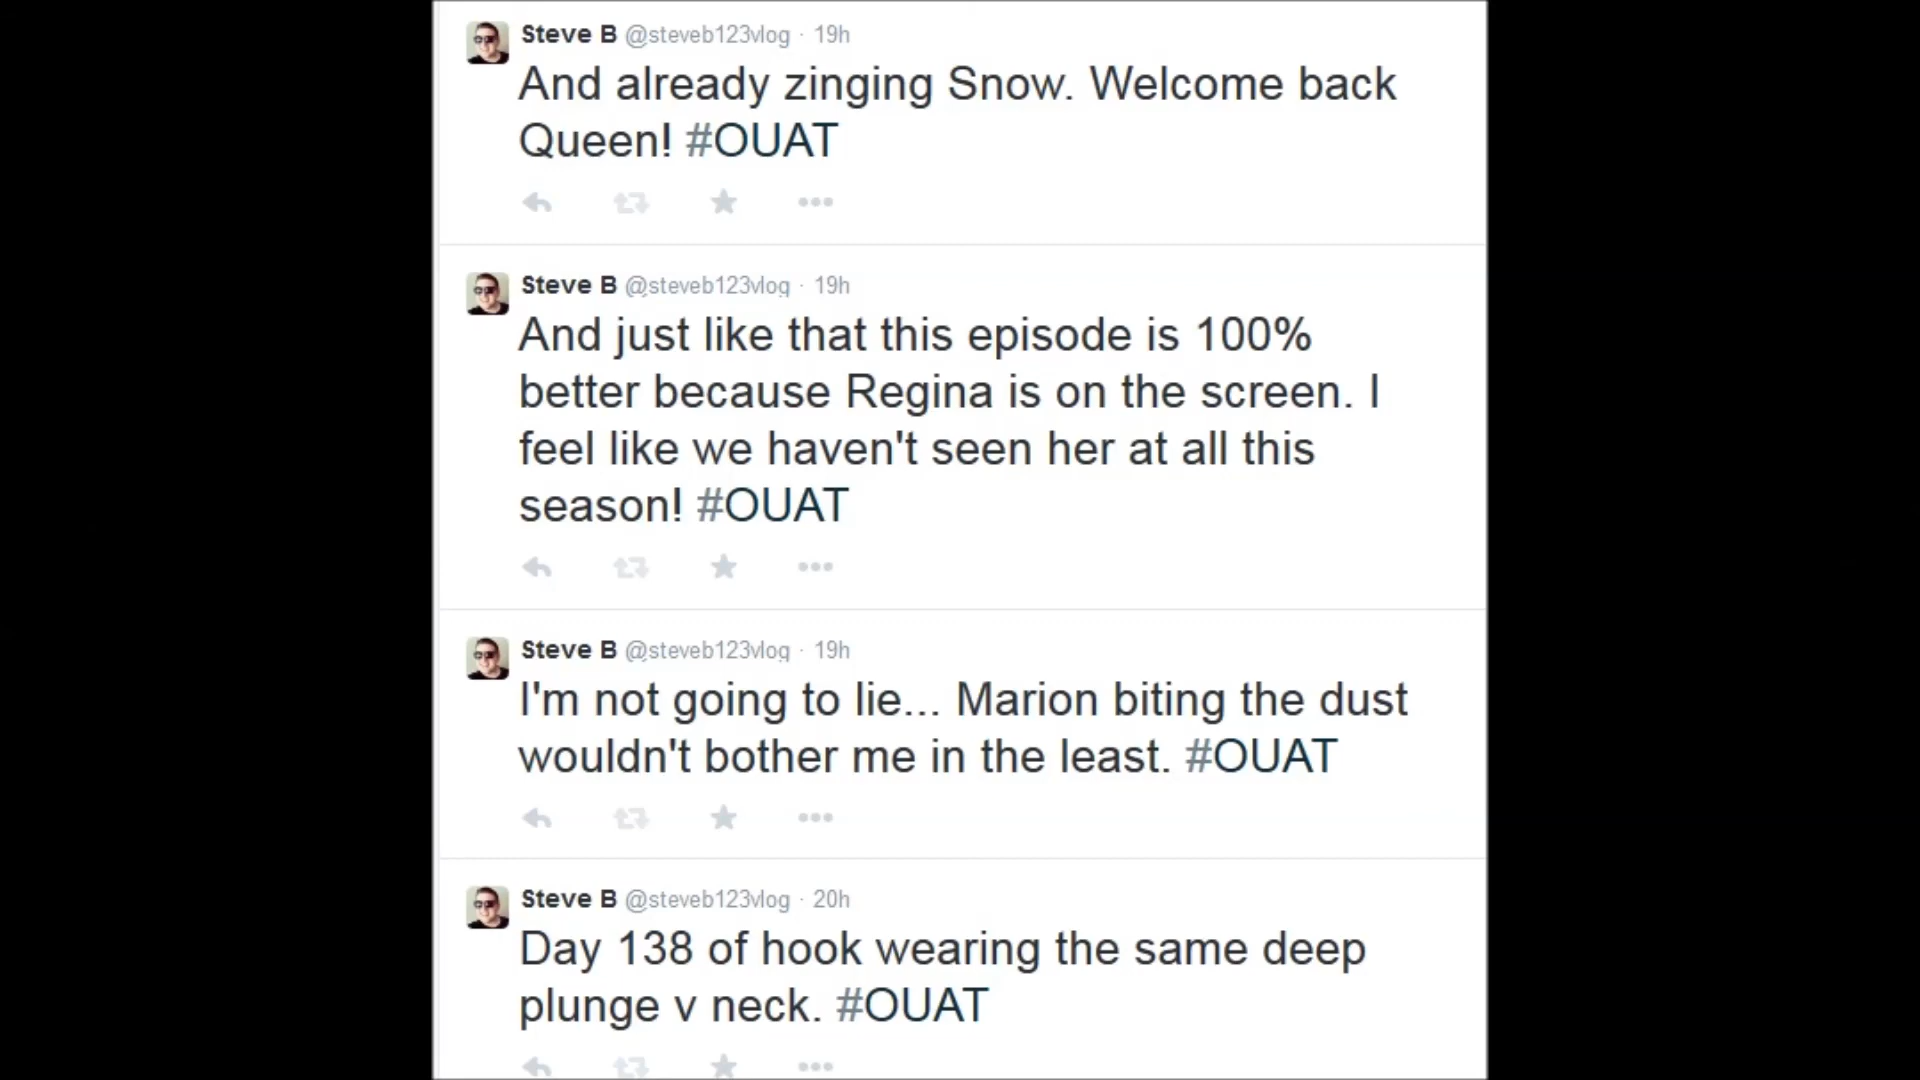 Steve B @steveb123vlog · 19h
And already zinging Snow. Welcome back
Queen! #OUAT
Steve B @steveb123vlog · 19h
And just like that this episode is 100%
better because Regina is on the screen. I
feel like we haven't seen her at all this
season! #OUAT
Steve B @steveb123vlog · 19h
I'm not going to lie... Marion biting the dust
wouldn't bother me in the least. #OUAT
Steve B @steveb123vlog · 20h
Day 138 of hook wearing the same deep
plunge v neck. #OUAT